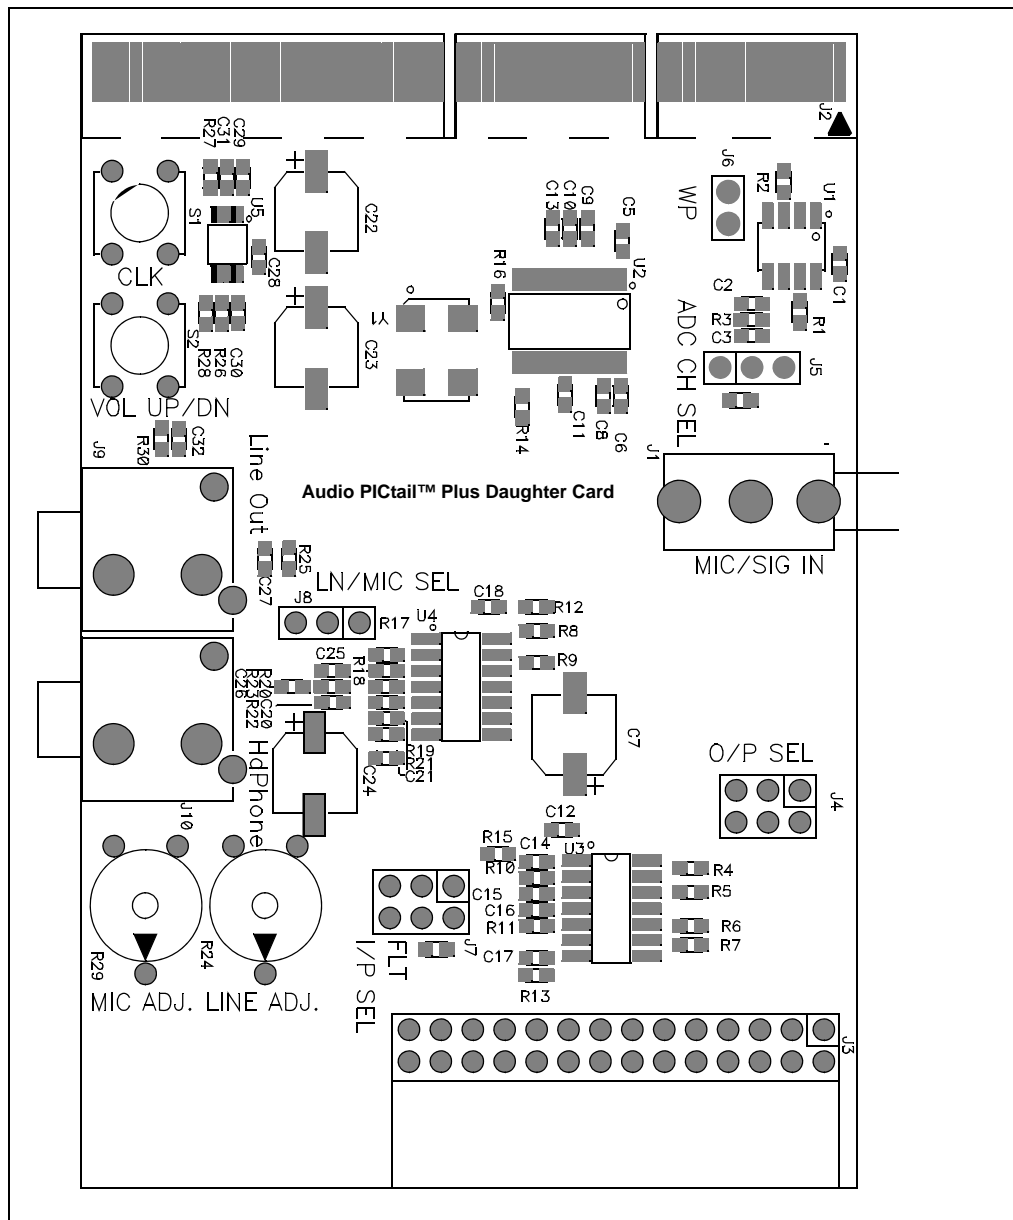 J2
R27
C31
C29
J6
R2
U1
WP
S1
U5
C22
C13
C10
C9
C5
U2
C28
CLK
R16
C1
C2
R3
C3
R1
ADC CH SEL
J5
Y1
S2
R28
R26
C30
C23
VOL UP/DN
R14
C11
C8
C6
J9
R30
C32
Line Out
J1
Audio PICtail™ Plus Daughter Card
MIC/SIG IN
C27
R25
LN/MIC SEL
J8
R17
U4
C18
R12
R8
R9
C25
R18
C26
R23
R20
R22
C20
HdPhone
C24
R19
R21
C21
C7
O/P SEL
J4
J10
C12
R15
C14
U3
R10
R4
R5
C15
C16
R11
R6
R7
J7
C17
R13
FLT
I/P SEL
R29
R24
MIC ADJ.
LINE ADJ.
J3